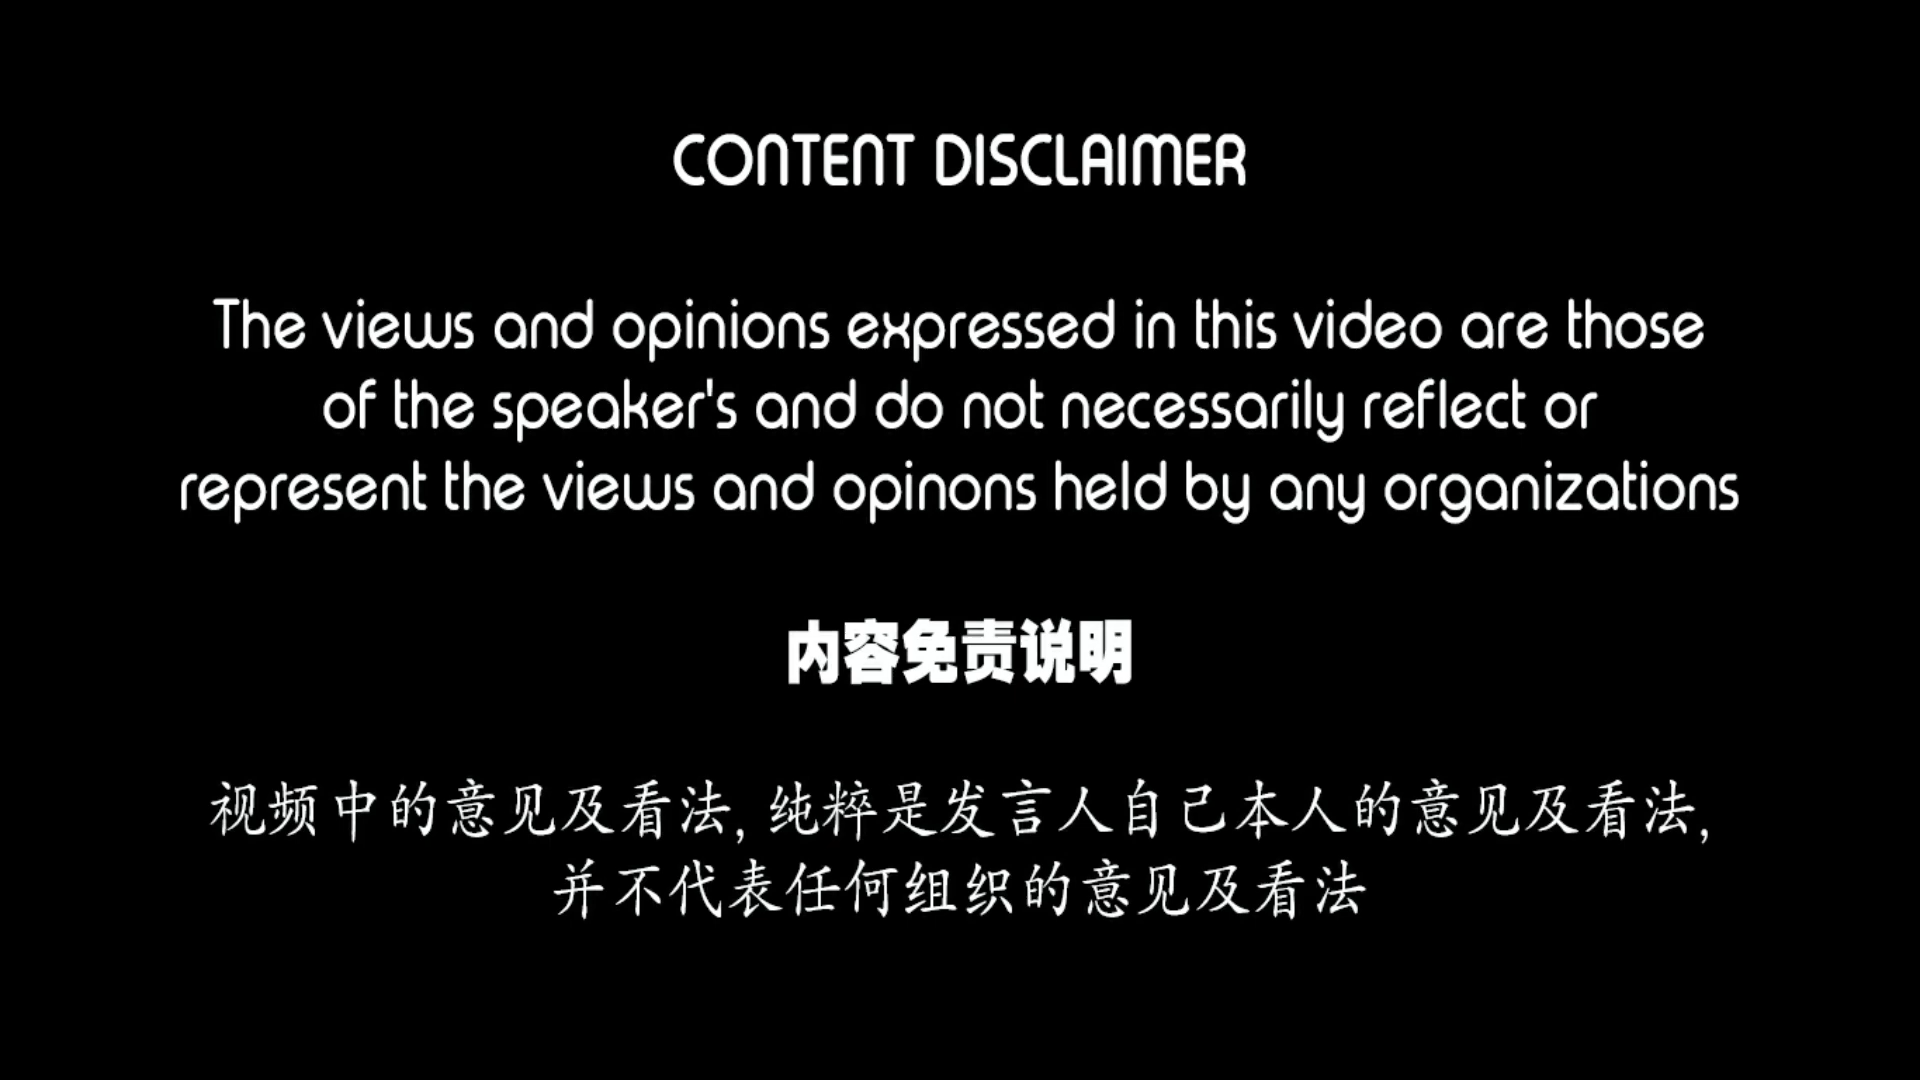 CONTENT DISCLAIMER
The views and opinions expressed in this video are those
of the speaker's and do not necessarily reflect or
represent the views and opinons held by any organizations
内容免责说明
视频中的意见及看法, 纯粹是发言人自己本人的意见及看法,
并不代表任何组织的意见及看法